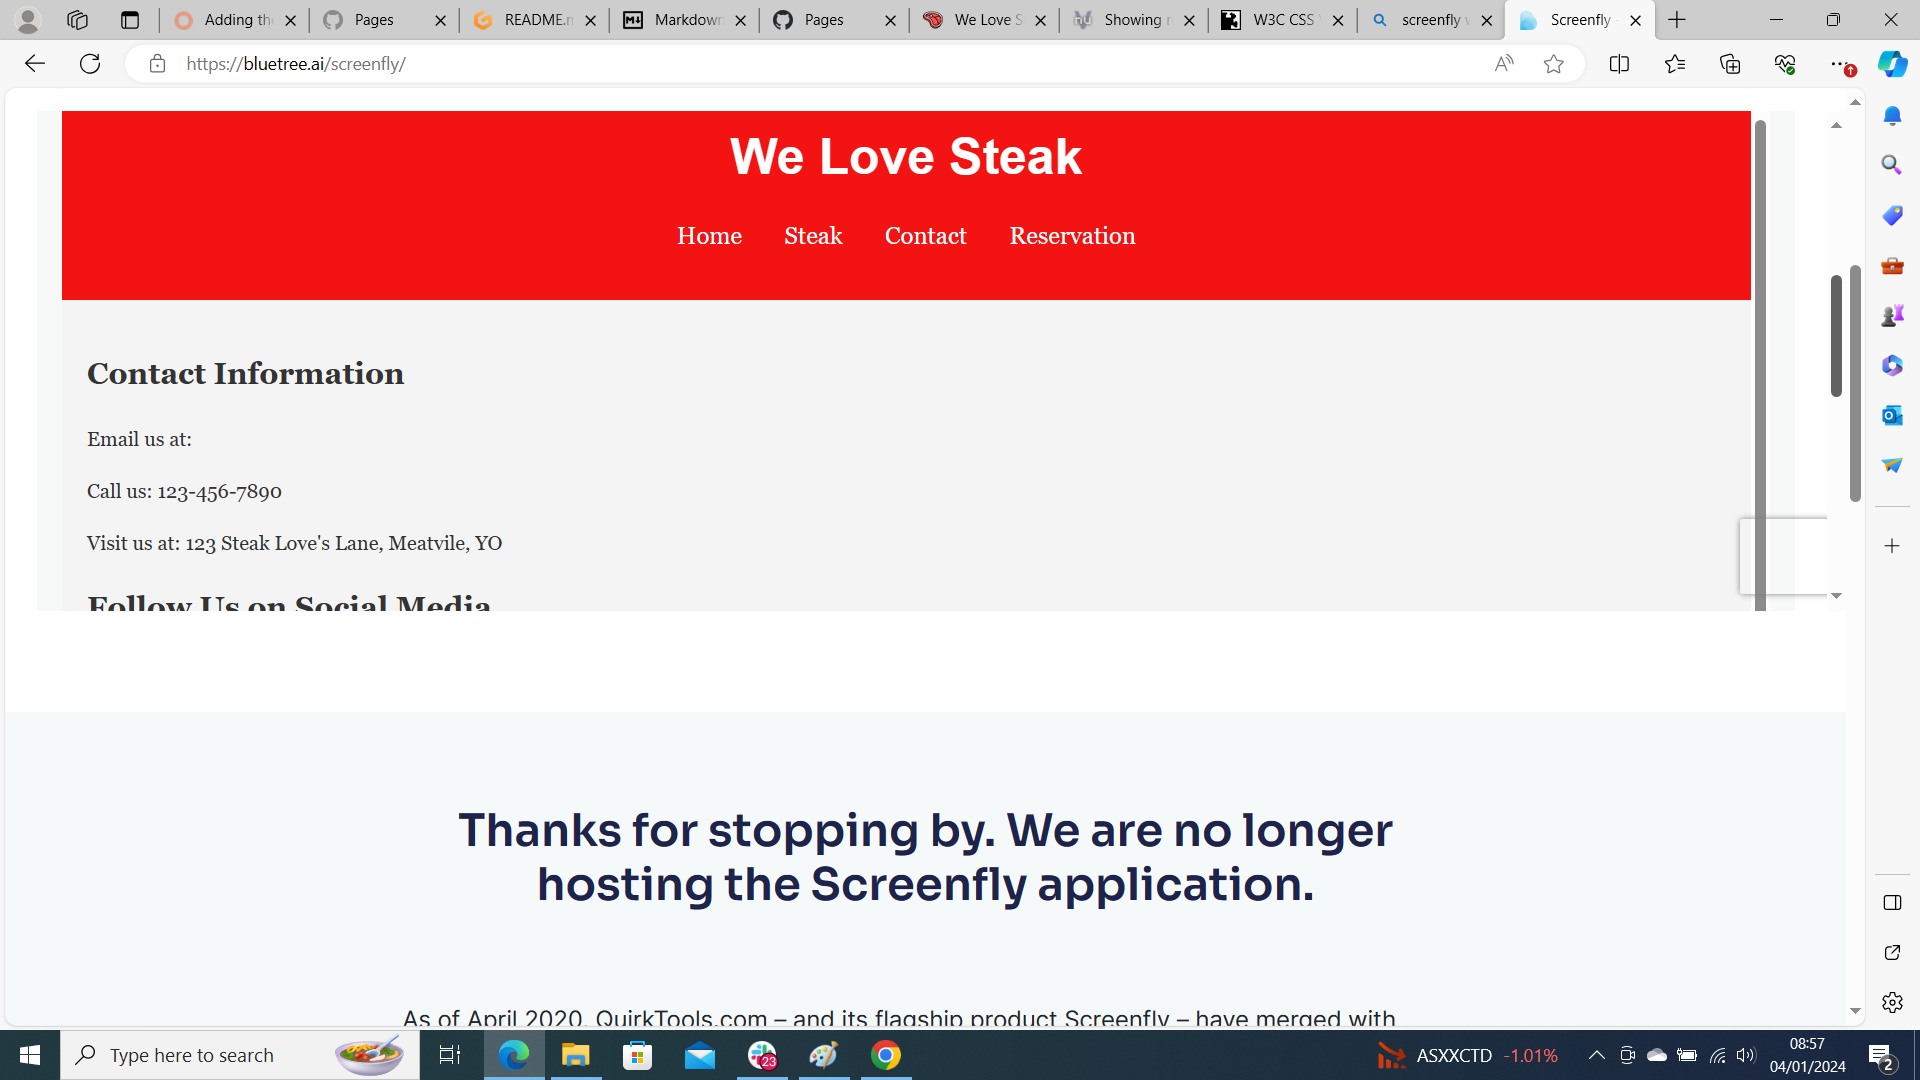 Adding the
Pages
README.m
Markdown
Pages
We Love S
Showing r
W3C CSS V
screenfly w
Screenfly -
https://bluetree.ai/screenfly/
We Love Steak
Home Steak Contact Reservation
Contact Information
Email us at:
Call us: 123-456-7890
Visit us at: 123 Steak Love's Lane, Meatvile, YO
Follow Us on Social Media
Thanks for stopping by. We are no longer
hosting the Screenfly application.
As of April 2020, QuirkTools.com – and its flagship product Screenfly – have merged with
Type here to search
23
ASXXCTD -1.01%
08:57
04/01/2024
2